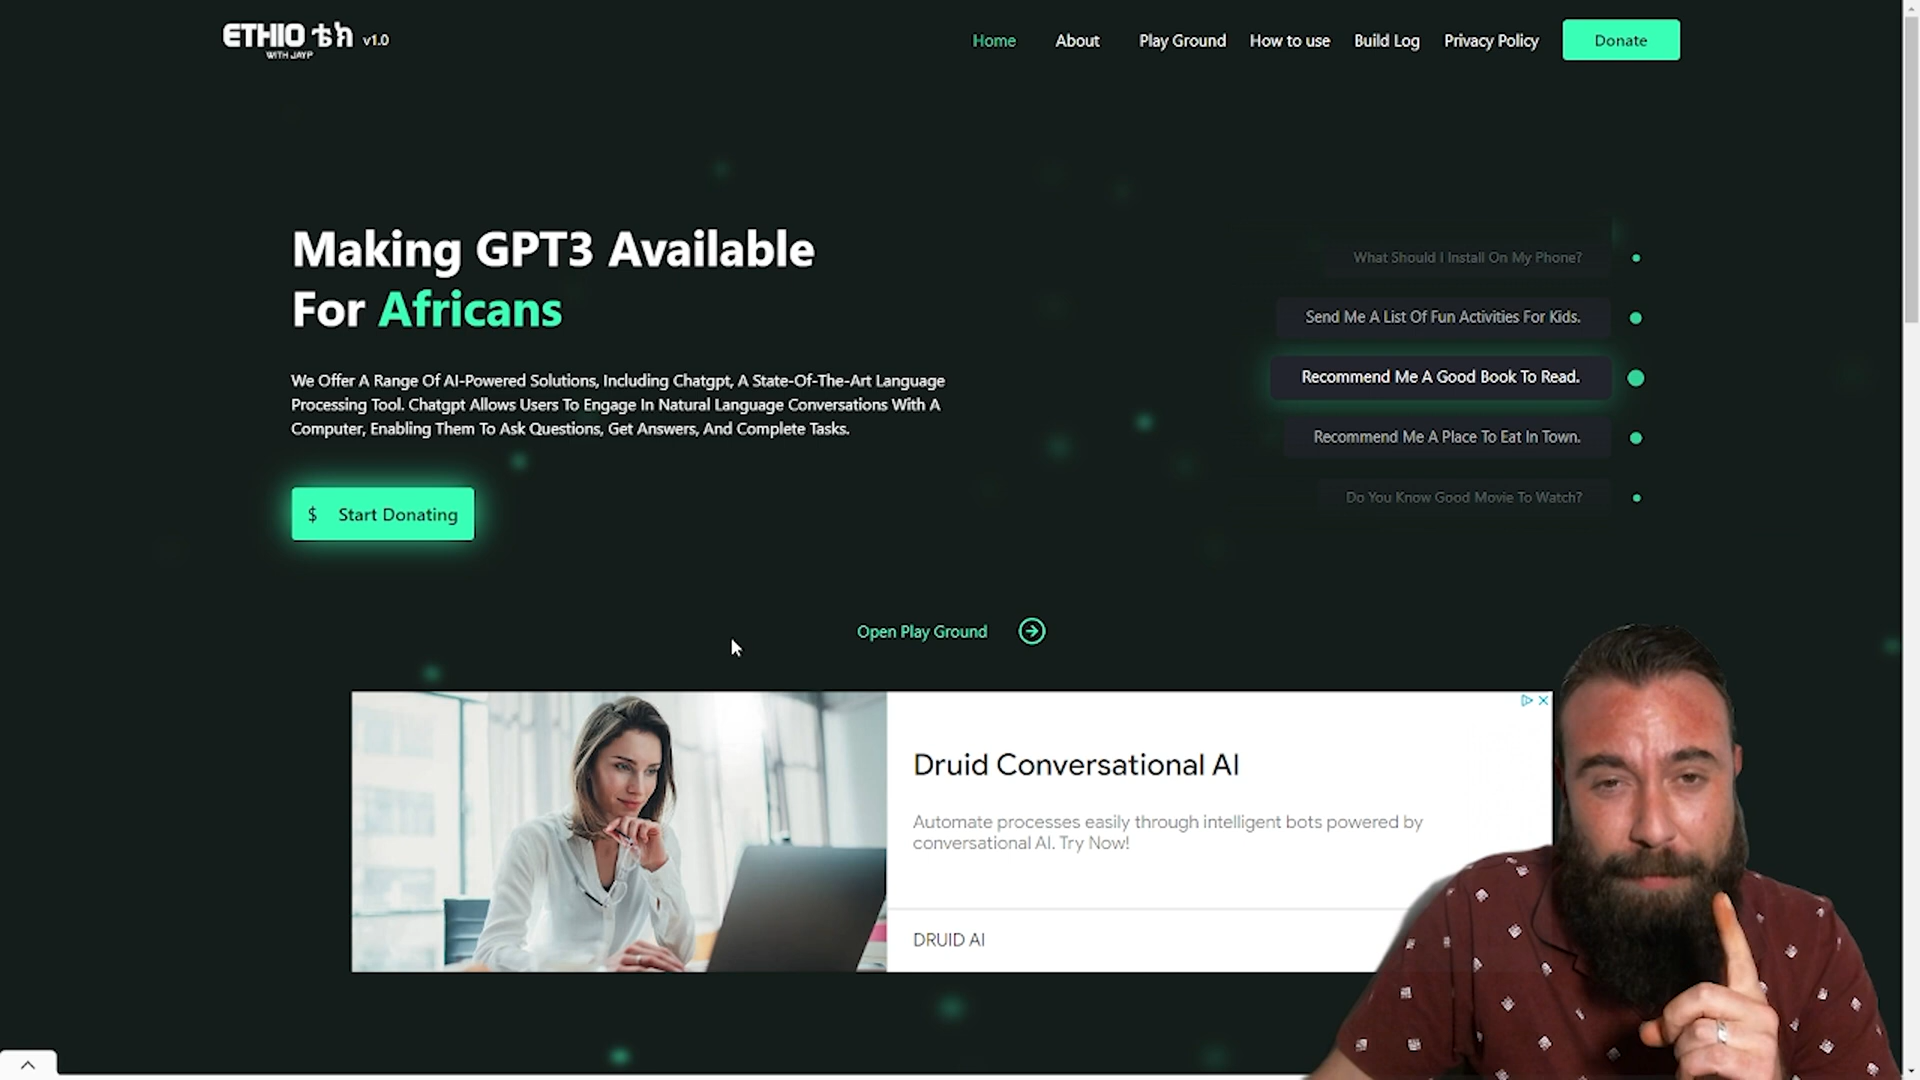 ETHIO ቴክ v1.0
WITH JAYP
Home About Play Ground How to use Build Log Privacy Policy Donate
Making GPT3 Available
For Africans
We Offer A Range Of AI-Powered Solutions, Including Chatgpt, A State-Of-The-Art Language
Processing Tool. Chatgpt Allows Users To Engage In Natural Language Conversations With A
Computer, Enabling Them To Ask Questions, Get Answers, And Complete Tasks.
$ Start Donating
What Should I Install On My Phone?
Send Me A List Of Fun Activities For Kids.
Recommend Me A Good Book To Read.
Recommend Me A Place To Eat In Town.
Do You Know Good Movie To Watch?
Open Play Ground
Druid Conversational AI
Automate processes easily through intelligent bots powered by
conversational AI. Try Now!
DRUID AI